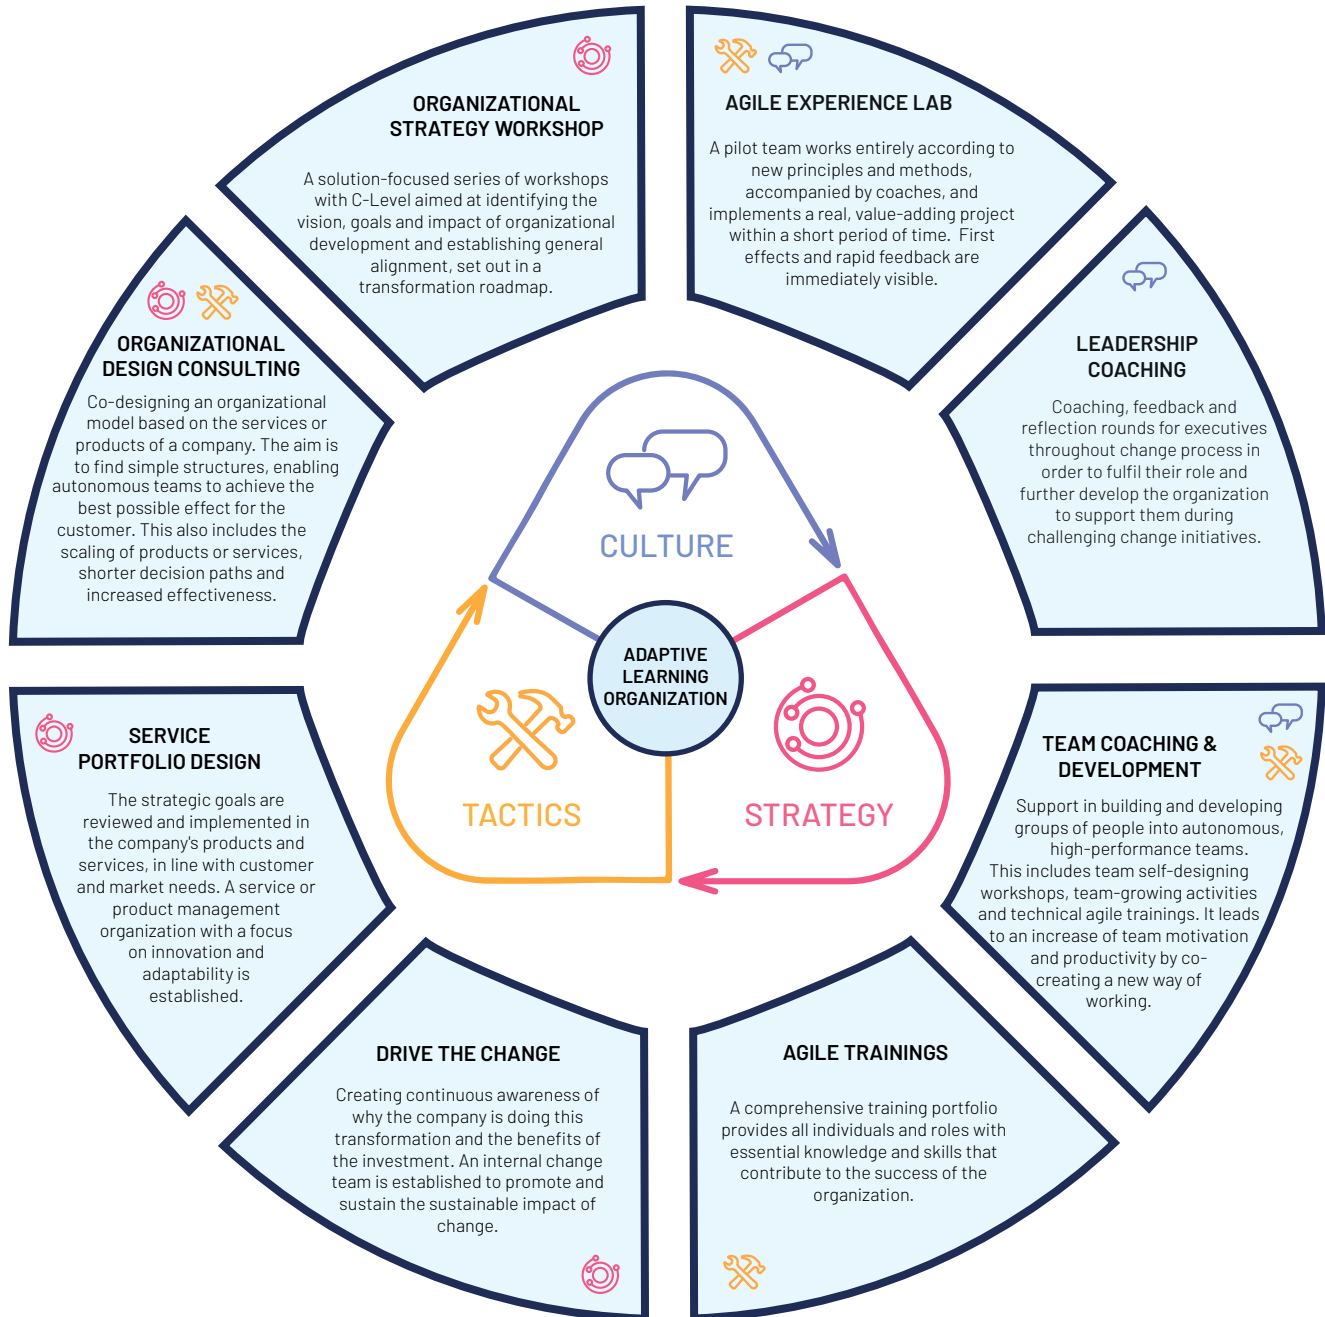 ORGANIZATIONAL
STRATEGY WORKSHOP
A solution-focused series of workshops
with C-Level aimed at identifying the
vision, goals and impact of organizational
development and establishing general
alignment, set out in a
transformation roadmap.
AGILE EXPERIENCE LAB
A pilot team works entirely according to
new principles and methods,
accompanied by coaches, and
implements a real, value-adding project
within a short period of time.  First
effects and rapid feedback are
immediately visible.
LEADERSHIP
COACHING
Coaching, feedback and
reflection rounds for executives
throughout change process in
order to fulfil their role and
further develop the organization
to support them during
challenging change initiatives.
TEAM COACHING &
DEVELOPMENT
Support in building and developing
groups of people into autonomous,
high-performance teams.
This includes team self-designing
workshops, team-growing activities
and technical agile trainings. It leads
to an increase of team motivation
and productivity by co-
creating a new way of
working.
AGILE TRAININGS
A comprehensive training portfolio
provides all individuals and roles with
essential knowledge and skills that
contribute to the success of the
organization.
DRIVE THE CHANGE
Creating continuous awareness of
why the company is doing this
transformation and the benefits of
the investment. An internal change
team is established to promote and
sustain the sustainable impact of
change.
SERVICE
PORTFOLIO DESIGN
The strategic goals are
reviewed and implemented in
the company's products and
services, in line with customer
and market needs. A service or
product management
organization with a focus
on innovation and
adaptability is
established.
ORGANIZATIONAL
DESIGN CONSULTING
Co-designing an organizational
model based on the services or
products of a company. The aim is
to find simple structures, enabling
autonomous teams to achieve the
best possible effect for the
customer. This also includes the
scaling of products or services,
shorter decision paths and
increased effectiveness.
CULTURE
ADAPTIVE
LEARNING
ORGANIZATION
TACTICS
STRATEGY